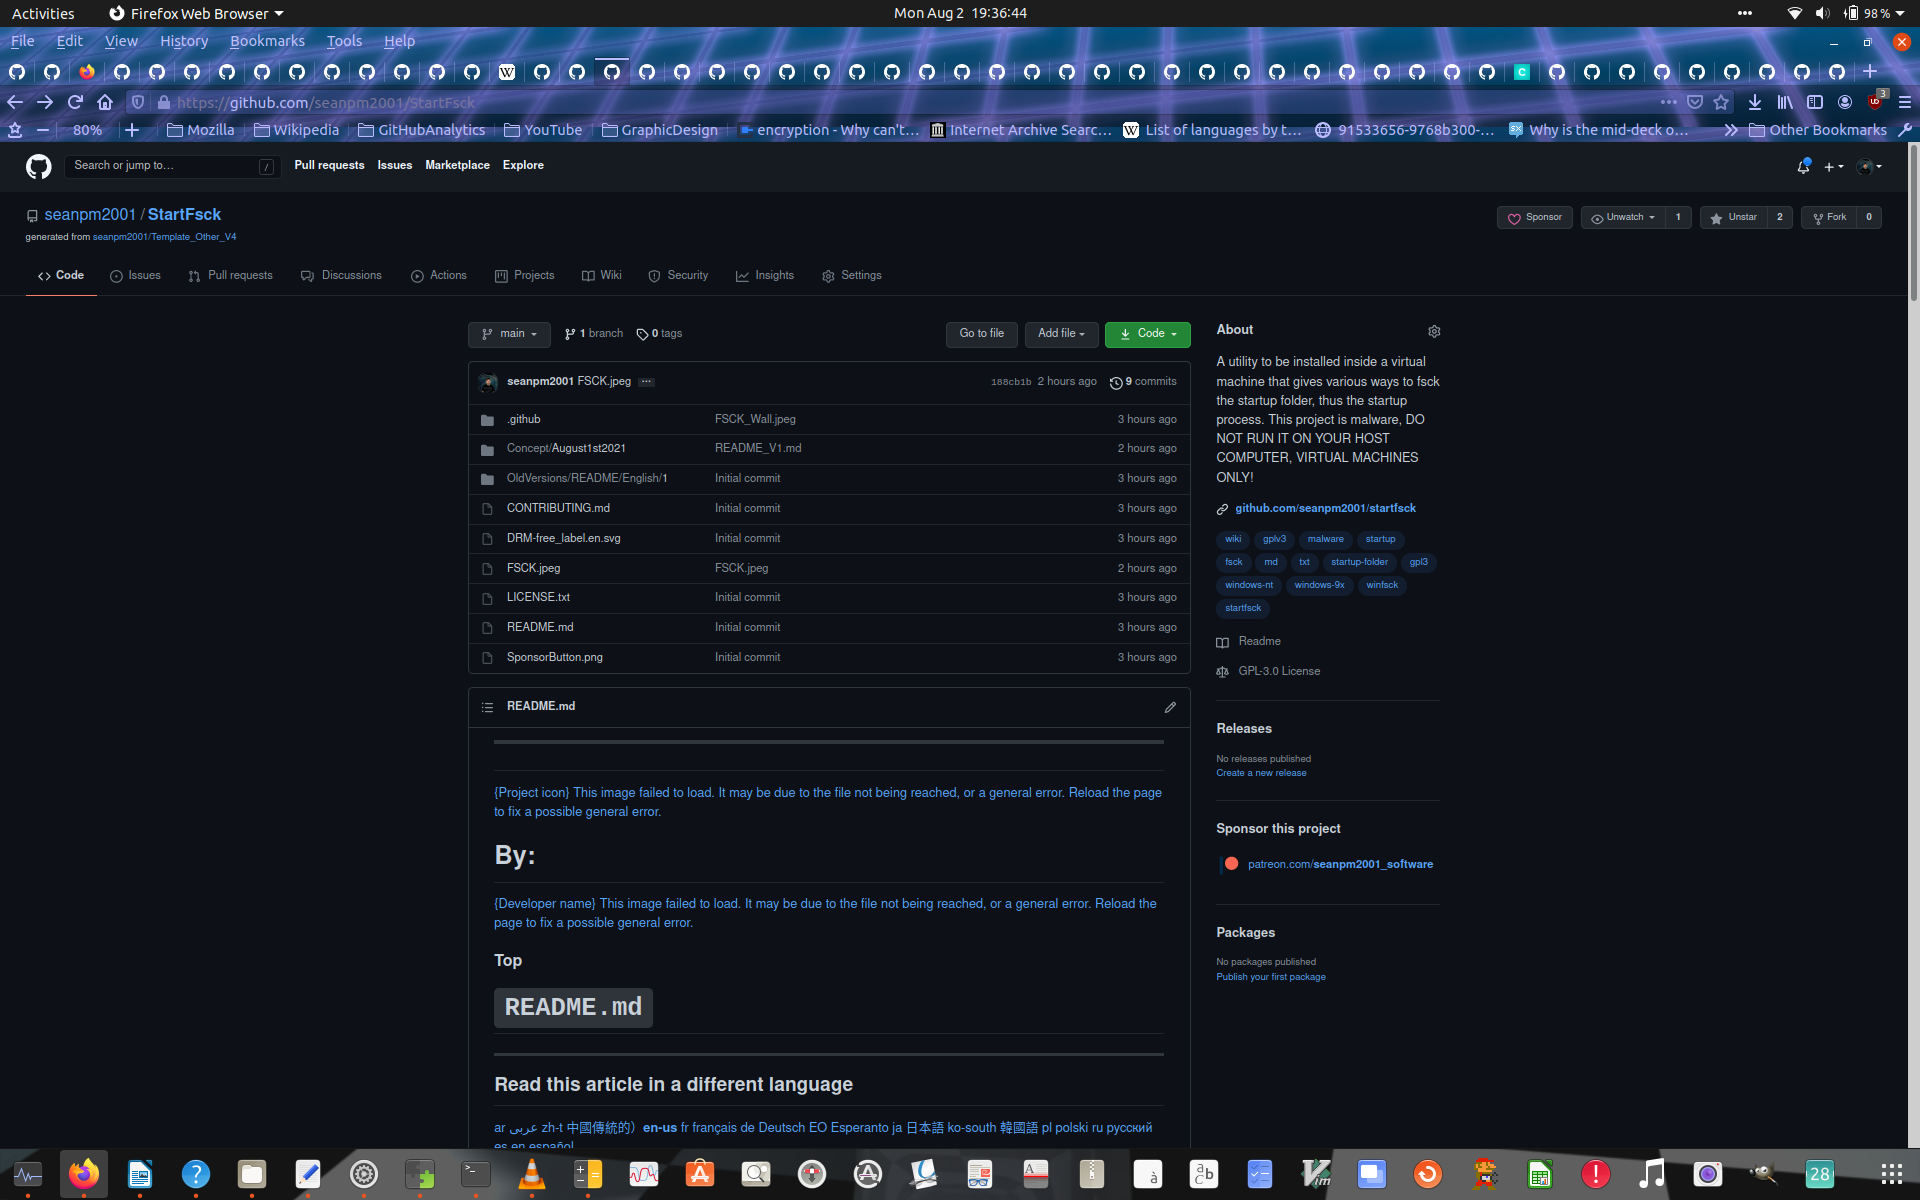 Activities Firefox Web Browser Mon Aug 2 19:36:44 98 %
File Edit View History Bookmarks Tools Help
https://github.com/seanpm2001/StartFsck 3
80% Mozilla Wikipedia GitHubAnalytics YouTube GraphicDesign encryption - Why can't… Internet Archive Searc… List of languages by t… 91533656-9768b300-… Why is the mid-deck o… Other Bookmarks
Search or jump to… / Pull requests Issues Marketplace Explore
seanpm2001 / StartFsck Sponsor Unwatch 1 Unstar 2 Fork 0
generated from seanpm2001/Template_Other_V4
Code Issues Pull requests Discussions Actions Projects Wiki Security Insights Settings
main 1 branch 0 tags Go to file Add file Code
seanpm2001 FSCK.jpeg ... 188cb1b 2 hours ago 9 commits
.github FSCK_Wall.jpeg 3 hours ago
Concept/August1st2021 README_V1.md 2 hours ago
OldVersions/README/English/1 Initial commit 3 hours ago
CONTRIBUTING.md Initial commit 3 hours ago
DRM-free_label.en.svg Initial commit 3 hours ago
FSCK.jpeg FSCK.jpeg 2 hours ago
LICENSE.txt Initial commit 3 hours ago
README.md Initial commit 3 hours ago
SponsorButton.png Initial commit 3 hours ago
README.md
{Project icon} This image failed to load. It may be due to the file not being reached, or a general error. Reload the page
to fix a possible general error.
By:
{Developer name} This image failed to load. It may be due to the file not being reached, or a general error. Reload the
page to fix a possible general error.
Top
README.md
Read this article in a different language
ar عربى zh-t 中國傳統的） en-us fr français de Deutsch EO Esperanto ja 日本語 ko-south 韓國語 pl polski ru русский
es en español
About
A utility to be installed inside a virtual
machine that gives various ways to fsck
the startup folder, thus the startup
process. This project is malware, DO
NOT RUN IT ON YOUR HOST
COMPUTER, VIRTUAL MACHINES
ONLY!
github.com/seanpm2001/startfsck
wiki gplv3 malware startup
fsck md txt startup-folder gpl3
windows-nt windows-9x winfsck
startfsck
Readme
GPL-3.0 License
Releases
No releases published
Create a new release
Sponsor this project
patreon.com/seanpm2001_software
Packages
No packages published
Publish your first package
28